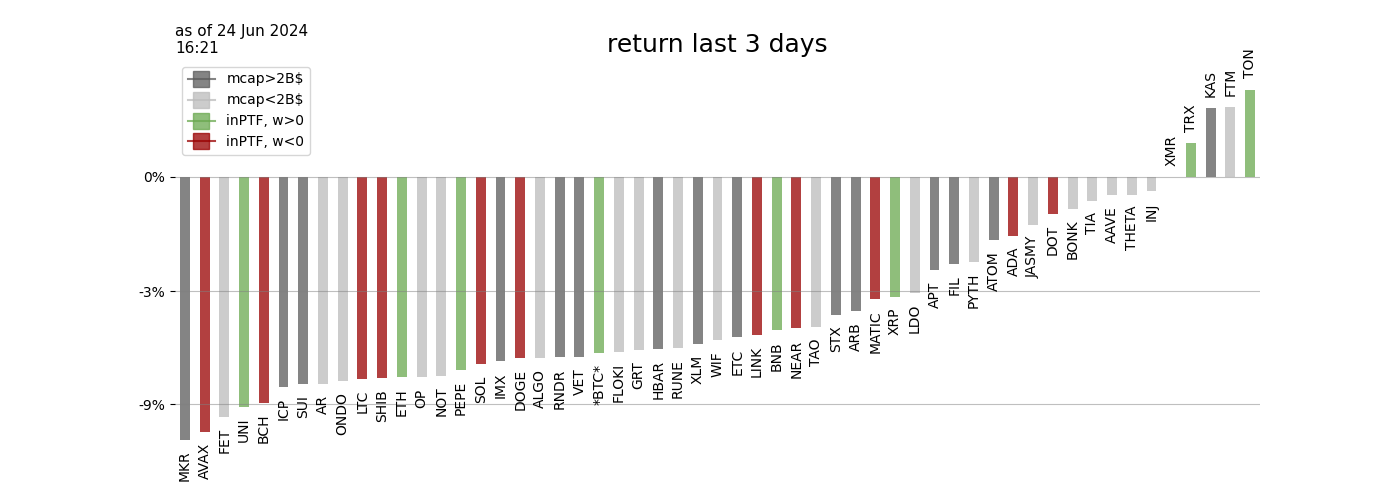 as of 24 Jun 2024
16:21
return last 3 days
mcap>2B$
mcap<2B$
inPTF, w>0
inPTF, w<0
0%
-3%
-9%
MKR
AVAX
FET
UNI
BCH
ICP
SUI
AR
ONDO
LTC
SHIB
ETH
OP
NOT
PEPE
SOL
IMX
DOGE
ALGO
RNDR
VET
*BTC*
FLOKI
GRT
HBAR
RUNE
XLM
WIF
ETC
LINK
BNB
NEAR
TAO
STX
ARB
MATIC
XRP
LDO
APT
FIL
PYTH
ATOM
ADA
JASMY
DOT
BONK
TIA
AAVE
THETA
INJ
XMR
TRX
KAS
FTM
TON